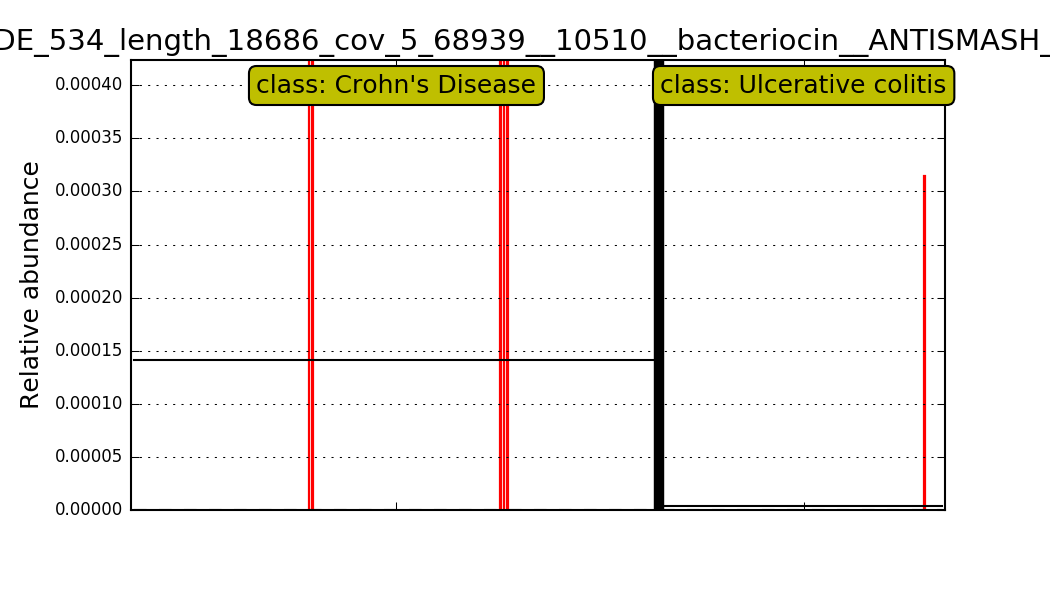 DE_534_length_18686_cov_5_68939__10510__bacteriocin__ANTISMASH_
class: Crohn's Disease
class: Ulcerative colitis
Relative abundance
0.00040
0.00035
0.00030
0.00025
0.00020
0.00015
0.00010
0.00005
0.00000